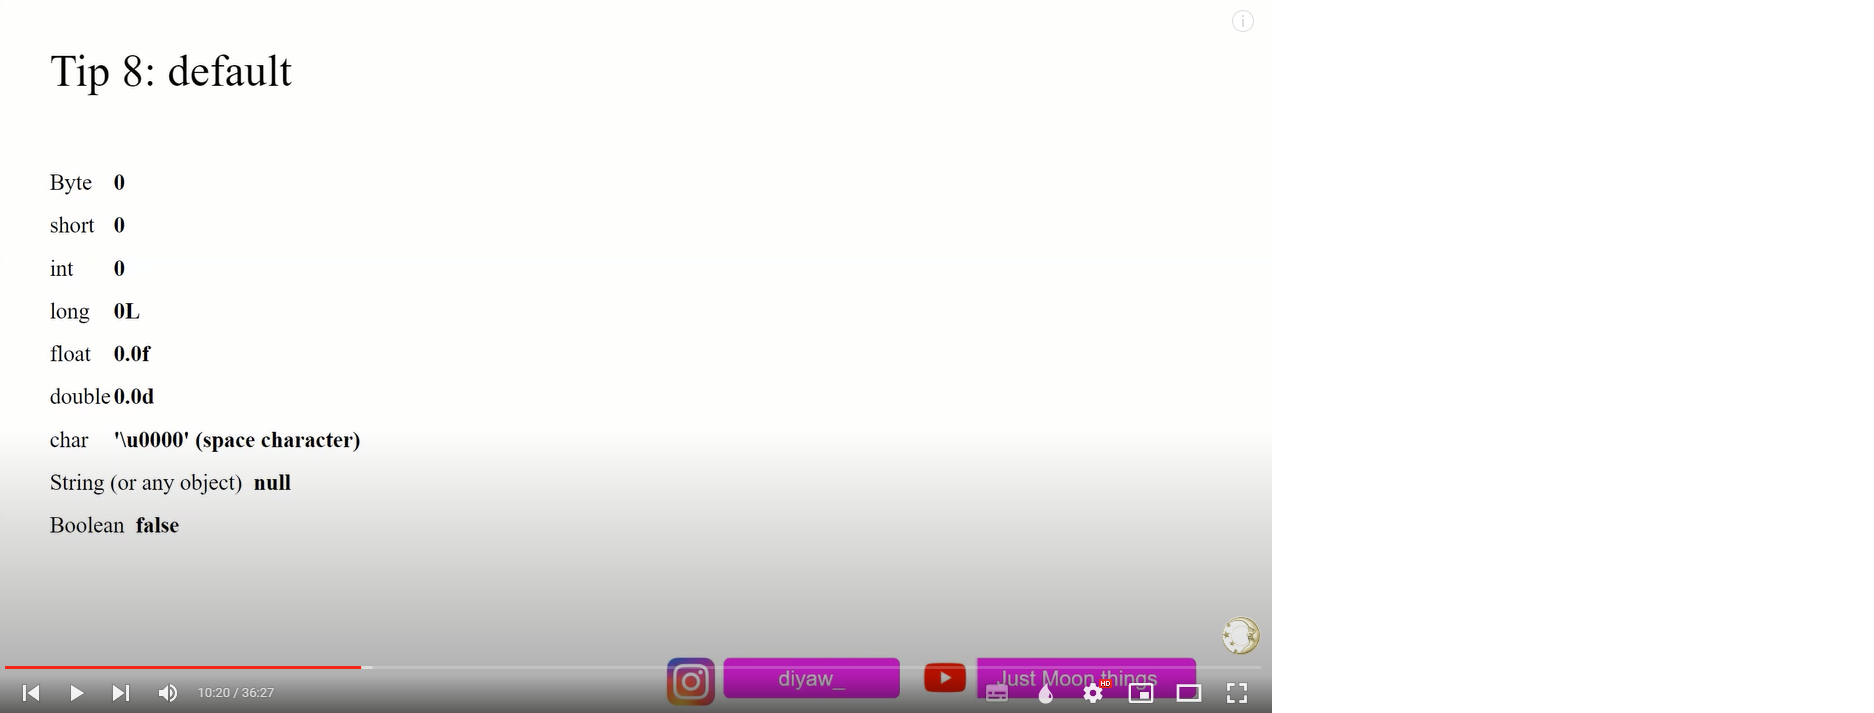 Tip 8: default
Byte 0
short 0
int 0
long 0L
float 0.0f
double 0.0d
char '\u0000' (space character)
String (or any object) null
Boolean false
diyaw_
Just Moon things
HD
10:20 / 36:27